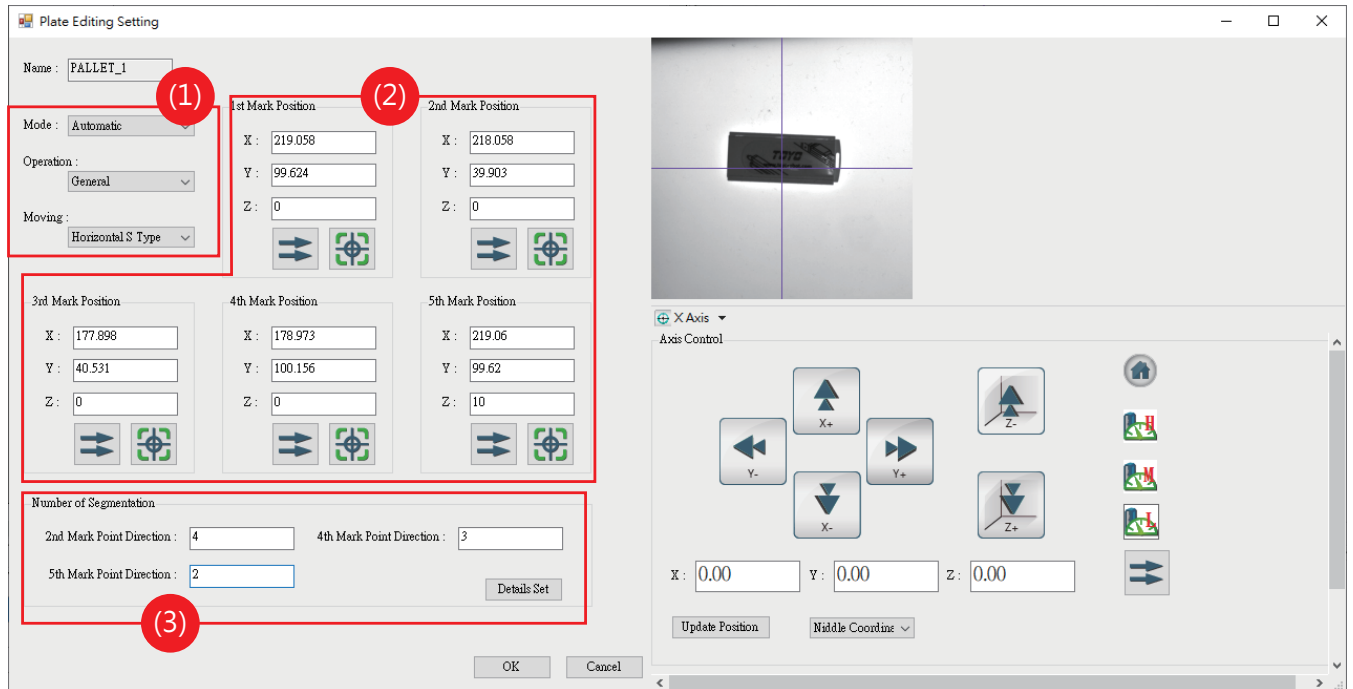 Plate Editing Setting
Name : PALLET_1
(1)
Mode : Automatic
Operation :
General
Moving :
Horizontal S Type
(2)
1st Mark Position
X : 219.058
Y : 99.624
Z : 0
2nd Mark Position
X : 218.058
Y : 39.903
Z : 0
3rd Mark Position
X : 177.898
Y : 40.531
Z : 0
4th Mark Position
X : 178.973
Y : 100.156
Z : 0
5th Mark Position
X : 219.06
Y : 99.62
Z : 10
Number of Segmentation
2nd Mark Point Direction : 4
4th Mark Point Direction : 3
5th Mark Point Direction : 2
Details Set
(3)
OK
Cancel
TOYO
X Axis
Axis Control
X+
Z-
Y-
Y+
X-
Z+
H
M
L
X : 0.00
Y : 0.00
Z : 0.00
Update Position
Niddle Coordine